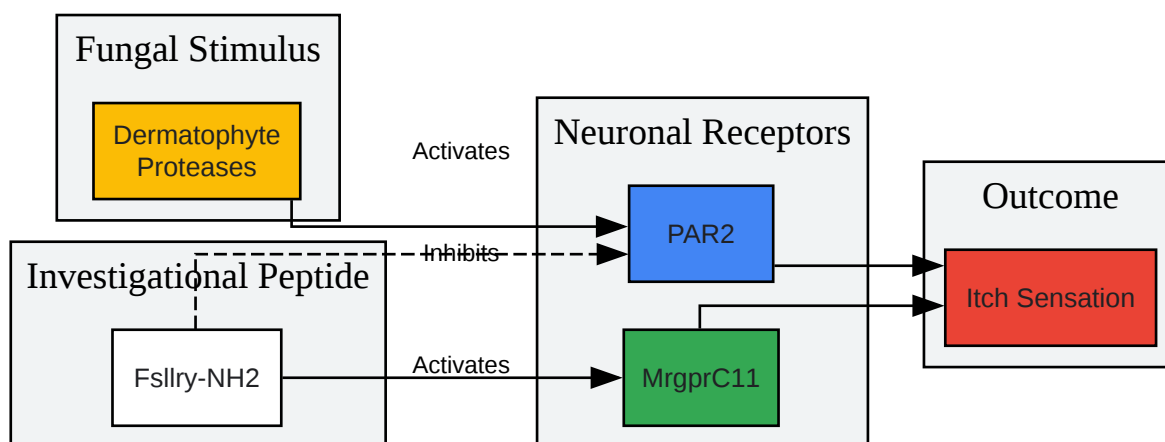 Fungal Stimulus
Dermatophyte
Proteases
Activates
Neuronal Receptors
PAR2
Outcome
Itch Sensation
Inhibits
Investigational Peptide
Fsllry-NH2
Activates
MrgprC11